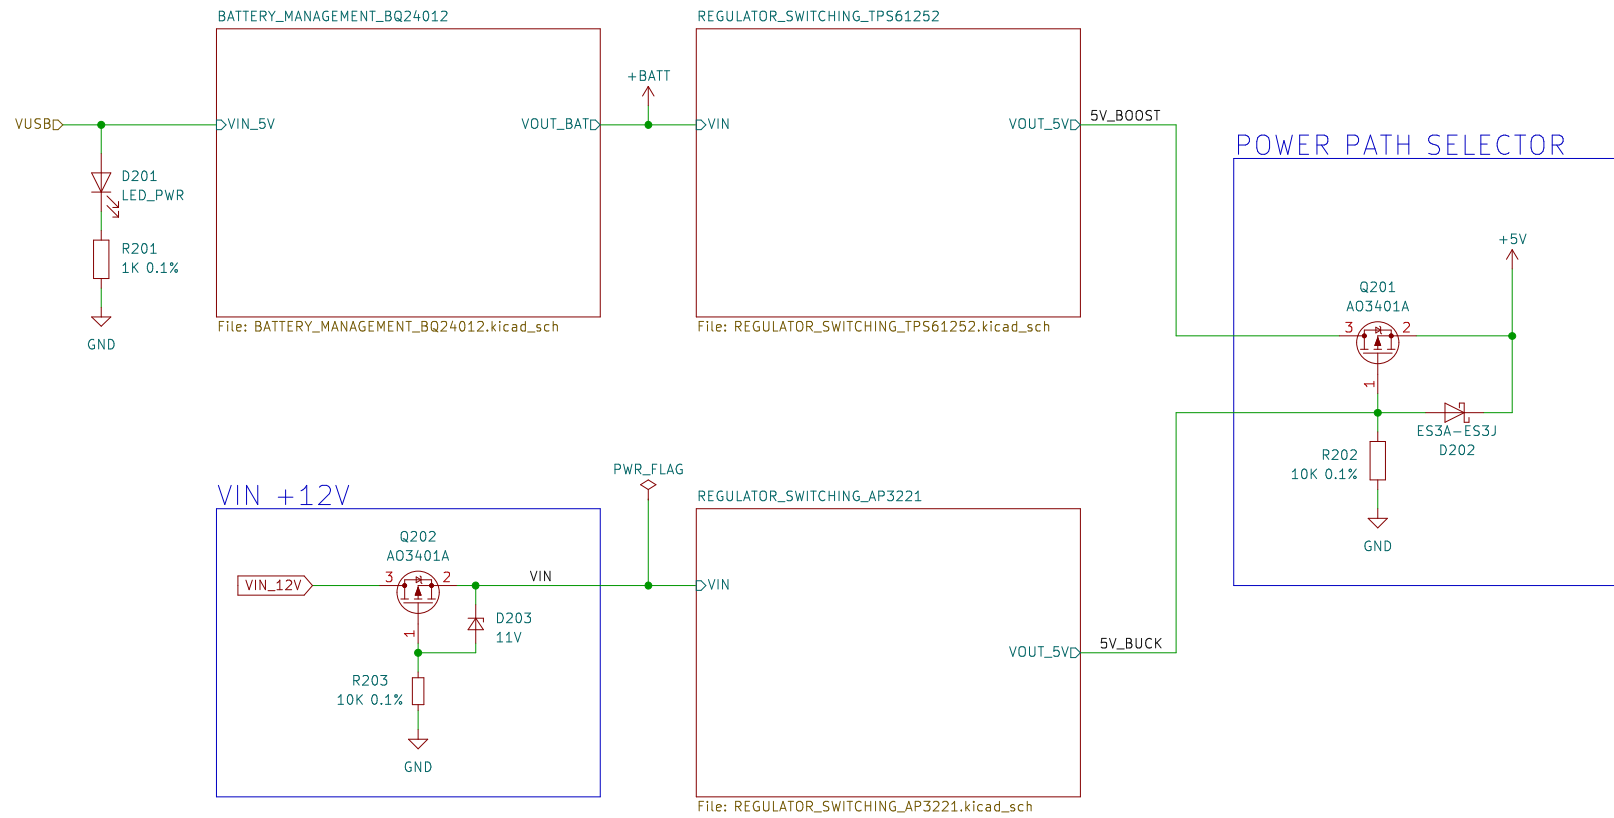 BATTERY_MANAGEMENT_BQ24012
VUSB
VIN_5V
VOUT_BAT
D201
LED_PWR
R201
1K 0.1%
GND
File: BATTERY_MANAGEMENT_BQ24012.kicad_sch
+BATT
REGULATOR_SWITCHING_TPS61252
VIN
VOUT_5V
5V_BOOST
File: REGULATOR_SWITCHING_TPS61252.kicad_sch
POWER PATH SELECTOR
+5V
Q201
AO3401A
3
2
1
ES3A-ES3J
D202
R202
10K 0.1%
GND
VIN +12V
Q202
AO3401A
VIN_12V
3
2
VIN
1
D203
11V
R203
10K 0.1%
GND
PWR_FLAG
REGULATOR_SWITCHING_AP3221
VIN
VOUT_5V
5V_BUCK
File: REGULATOR_SWITCHING_AP3221.kicad_sch